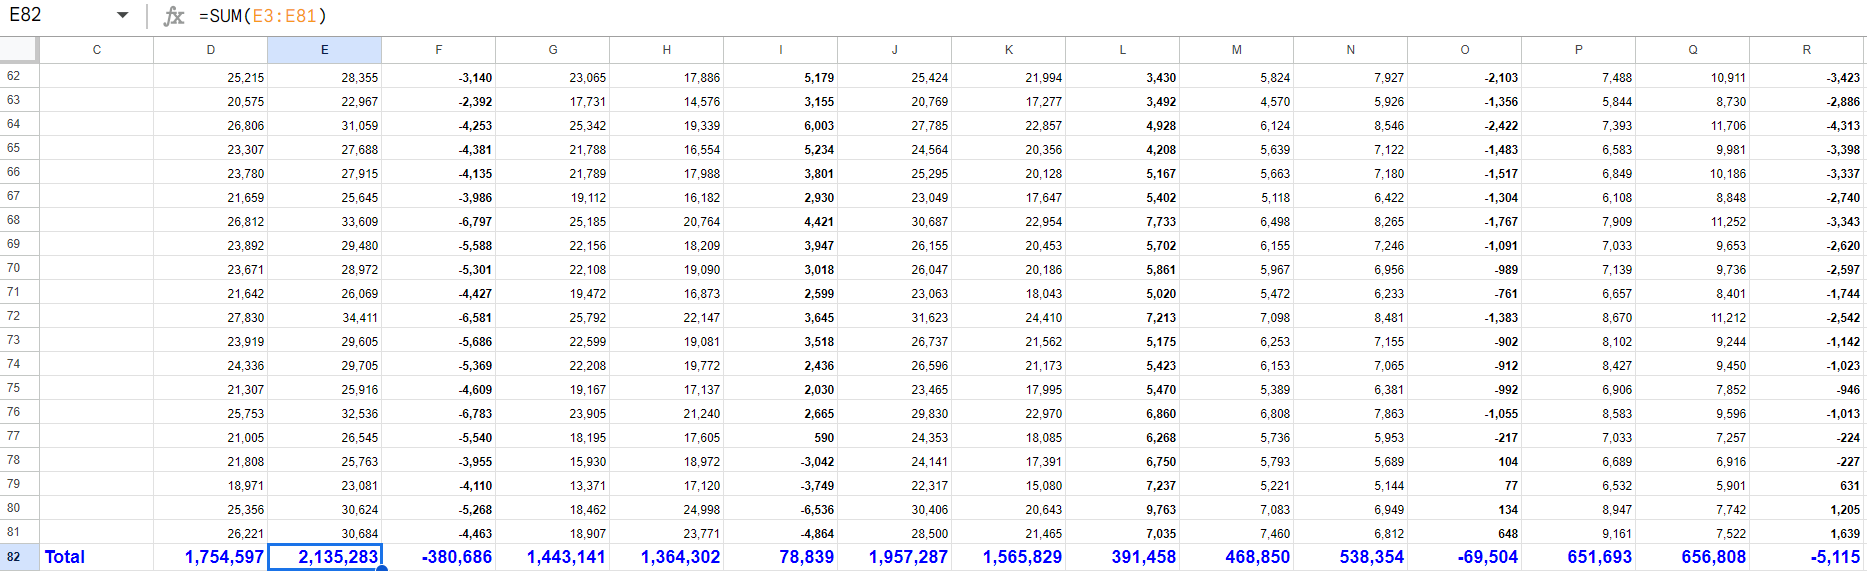 E82 fx =SUM(E3:E81)
C D E F G H I J K L M N O P Q R
62 25,215 28,355 -3,140 23,065 17,886 5,179 25,424 21,994 3,430 5,824 7,927 -2,103 7,488 10,911 -3,423
63 20,575 22,967 -2,392 17,731 14,576 3,155 20,769 17,277 3,492 4,570 5,926 -1,356 5,844 8,730 -2,886
64 26,806 31,059 -4,253 25,342 19,339 6,003 27,785 22,857 4,928 6,124 8,546 -2,422 7,393 11,706 -4,313
65 23,307 27,688 -4,381 21,788 16,554 5,234 24,564 20,356 4,208 5,639 7,122 -1,483 6,583 9,981 -3,398
66 23,780 27,915 -4,135 21,789 17,988 3,801 25,295 20,128 5,167 5,663 7,180 -1,517 6,849 10,186 -3,337
67 21,659 25,645 -3,986 19,112 16,182 2,930 23,049 17,647 5,402 5,118 6,422 -1,304 6,108 8,848 -2,740
68 26,812 33,609 -6,797 25,185 20,764 4,421 30,687 22,954 7,733 6,498 8,265 -1,767 7,909 11,252 -3,343
69 23,892 29,480 -5,588 22,156 18,209 3,947 26,155 20,453 5,702 6,155 7,246 -1,091 7,033 9,653 -2,620
70 23,671 28,972 -5,301 22,108 19,090 3,018 26,047 20,186 5,861 5,967 6,956 -989 7,139 9,736 -2,597
71 21,642 26,069 -4,427 19,472 16,873 2,599 23,063 18,043 5,020 5,472 6,233 -761 6,657 8,401 -1,744
72 27,830 34,411 -6,581 25,792 22,147 3,645 31,623 24,410 7,213 7,098 8,481 -1,383 8,670 11,212 -2,542
73 23,919 29,605 -5,686 22,599 19,081 3,518 26,737 21,562 5,175 6,253 7,155 -902 8,102 9,244 -1,142
74 24,336 29,705 -5,369 22,208 19,772 2,436 26,596 21,173 5,423 6,153 7,065 -912 8,427 9,450 -1,023
75 21,307 25,916 -4,609 19,167 17,137 2,030 23,465 17,995 5,470 5,389 6,381 -992 6,906 7,852 -946
76 25,753 32,536 -6,783 23,905 21,240 2,665 29,830 22,970 6,860 6,808 7,863 -1,055 8,583 9,596 -1,013
77 21,005 26,545 -5,540 18,195 17,605 590 24,353 18,085 6,268 5,736 5,953 -217 7,033 7,257 -224
78 21,808 25,763 -3,955 15,930 18,972 -3,042 24,141 17,391 6,750 5,793 5,689 104 6,689 6,916 -227
79 18,971 23,081 -4,110 13,371 17,120 -3,749 22,317 15,080 7,237 5,221 5,144 77 6,532 5,901 631
80 25,356 30,624 -5,268 18,462 24,998 -6,536 30,406 20,643 9,763 7,083 6,949 134 8,947 7,742 1,205
81 26,221 30,684 -4,463 18,907 23,771 -4,864 28,500 21,465 7,035 7,460 6,812 648 9,161 7,522 1,639
82 Total 1,754,597 2,135,283 -380,686 1,443,141 1,364,302 78,839 1,957,287 1,565,829 391,458 468,850 538,354 -69,504 651,693 656,808 -5,115